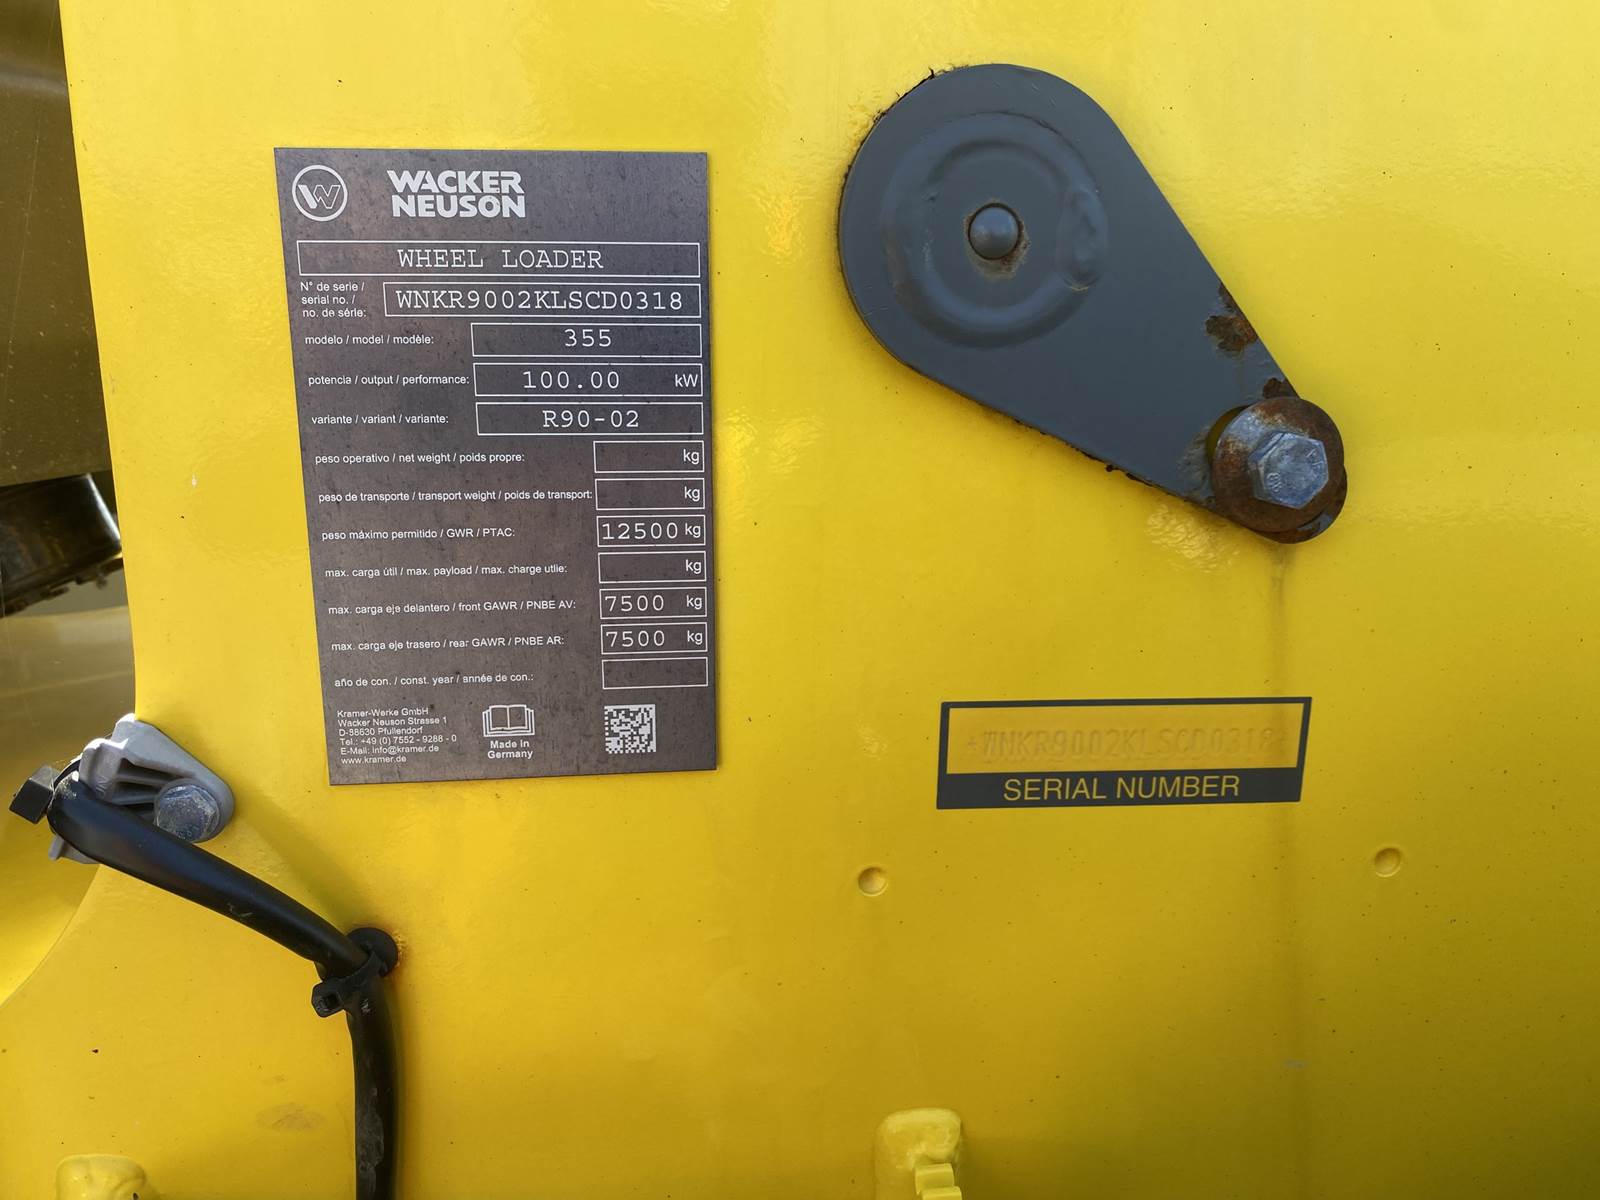 WACKER
NEUSON
WHEEL LOADER
N° de serie /
serial no. /
no. de série:
WNKR9002KLSCD0318
modelo / model / modèle:
355
potencia / output / performance:
100.00 kW
variante / variant / variante:
R90-02
peso operativo / net weight / poids propre:
kg
peso de transporte / transport weight / poids de transport:
kg
peso máximo permitido / GWR / PTAC:
12500 kg
max. carga útil / max. payload / max. charge utlie:
kg
max. carga eje delantero / front GAWR / PNBE AV:
7500 kg
max. carga eje trasero / rear GAWR / PNBE AR:
7500 kg
año de con. / const. year / année de con.:
Kramer-Werke GmbH
Wacker Neuson Strasse 1
D-88630 Pfullendorf
Tel.: +49 (0) 7552 - 9288 - 0
E-Mail: info@kramer.de
www.kramer.de
Made in
Germany
*WNKR9002KLSCD0318*
SERIAL NUMBER